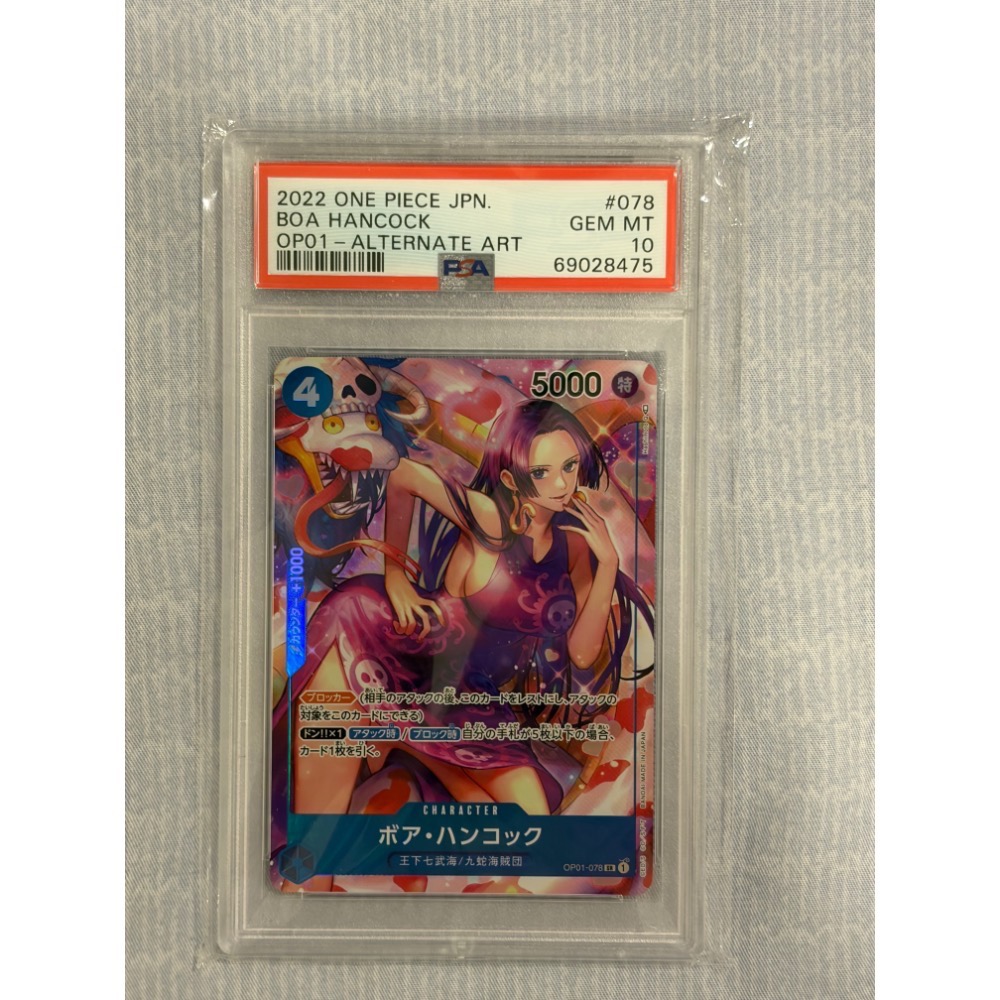 2022 ONE PIECE JPN. #078
BOA HANCOCK GEM MT
OP01 - ALTERNATE ART 10
PSA 69028475
4
5000 特
カウンター +1000
ブロッカー (相手のアタックの後、このカードをレストにし、アタックの
対象をこのカードにできる)
ドン!!×1 アタック時 / ブロック時 自分の手札が5枚以下の場合、
カード1枚を引く。
BANDAI MADE IN JAPAN
CHARACTER
ボア・ハンコック
王下七武海/九蛇海賊団
OP01-078 SR 1